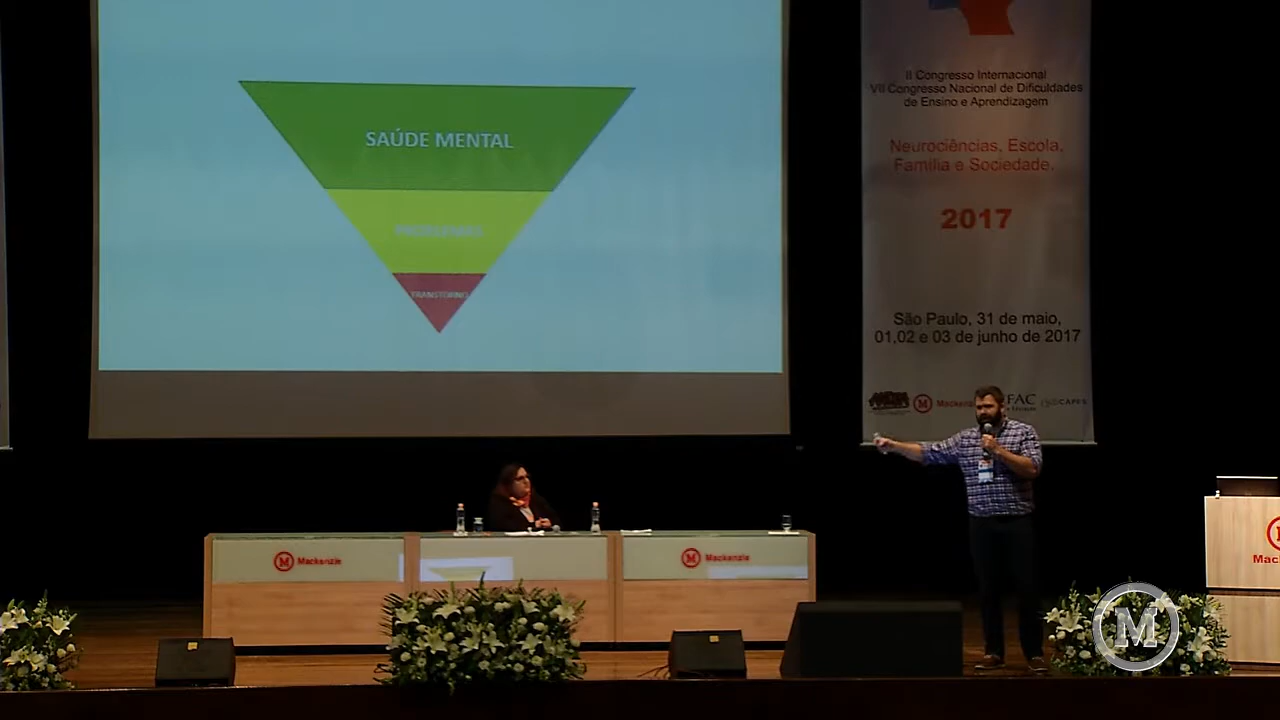 SAÚDE MENTAL
TRANSTORNO
II Congresso Internacional
VII Congresso Nacional de Dificuldades
de Ensino e Aprendizagem
Neurociências, Escola,
Família e Sociedade.
2017
São Paulo, 31 de maio,
01,02 e 03 de junho de 2017
M Mackenzie
M Mackenzie
M
M